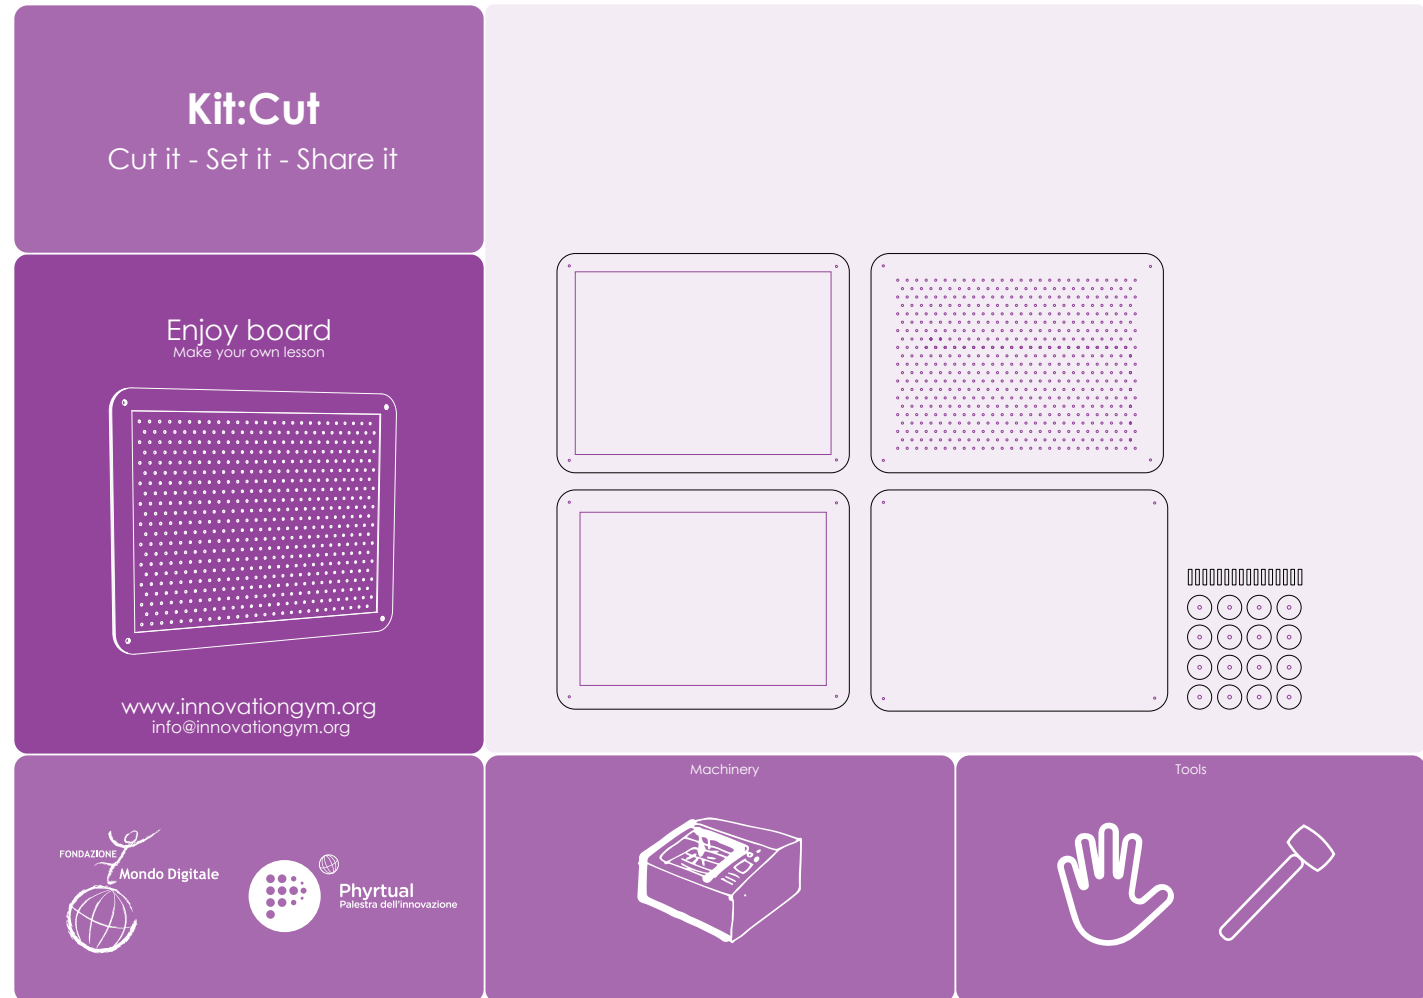 Kit:Cut
Cut it - Set it - Share it
Enjoy board
Make your own lesson
www.innovationgym.org
info@innovationgym.org
FONDAZIONE
Mondo Digitale
Phyrtual
Palestra dell'innovazione
Machinery
Tools